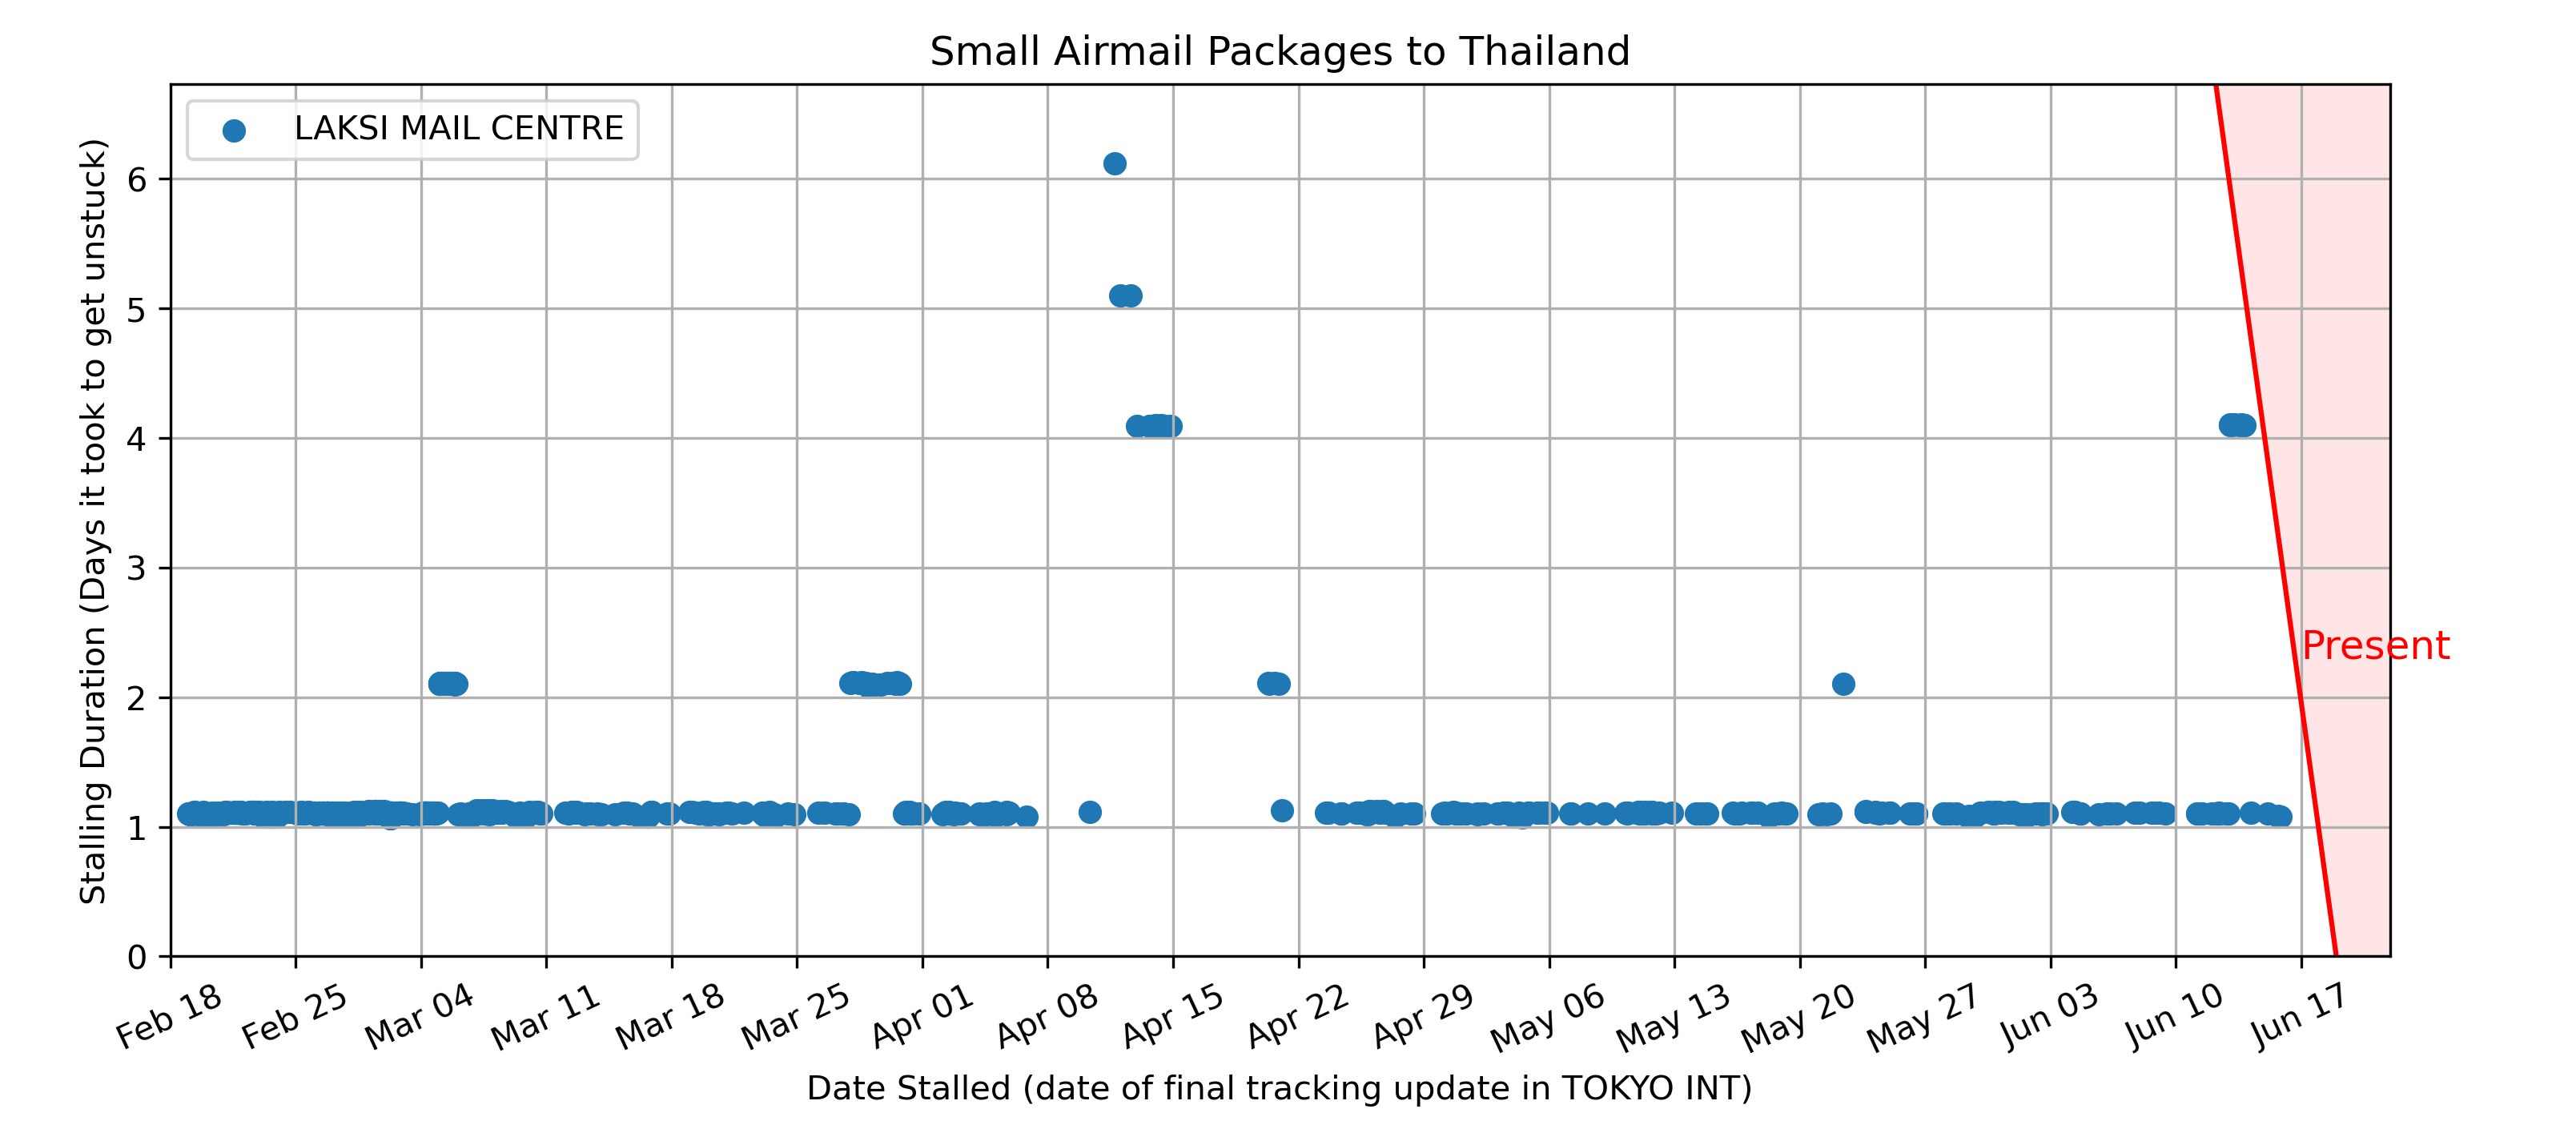 Small Airmail Packages to Thailand
LAKSI MAIL CENTRE
Stalling Duration (Days it took to get unstuck)
6
5
4
3
2
1
0
Present
Feb 18
Feb 25
Mar 04
Mar 11
Mar 18
Mar 25
Apr 01
Apr 08
Apr 15
Apr 22
Apr 29
May 06
May 13
May 20
May 27
Jun 03
Jun 10
Jun 17
Date Stalled (date of final tracking update in TOKYO INT)